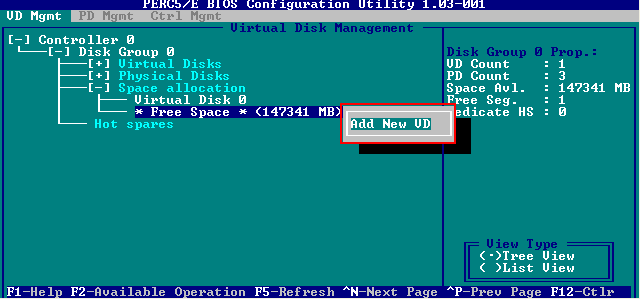 PERC5/E BIOS Configuration Utility 1.03-001
VD Mgmt PD Mgmt Ctrl Mgmt
Virtual Disk Management
[-] Controller 0
[-] Disk Group 0
[+] Virtual Disks
[+] Physical Disks
[-] Space allocation
Virtual Disk 0
* Free Space * (147341 MB)
Hot spares
Add New VD
Disk Group 0 Prop.:
VD Count : 1
PD Count : 3
Space Avl. : 147341 MB
Free Seg. : 1
edicate HS : 0
View Type
(·)Tree View
( )List View
F1-Help F2-Available Operation F5-Refresh ^N-Next Page ^P-Prev Page F12-Ctlr